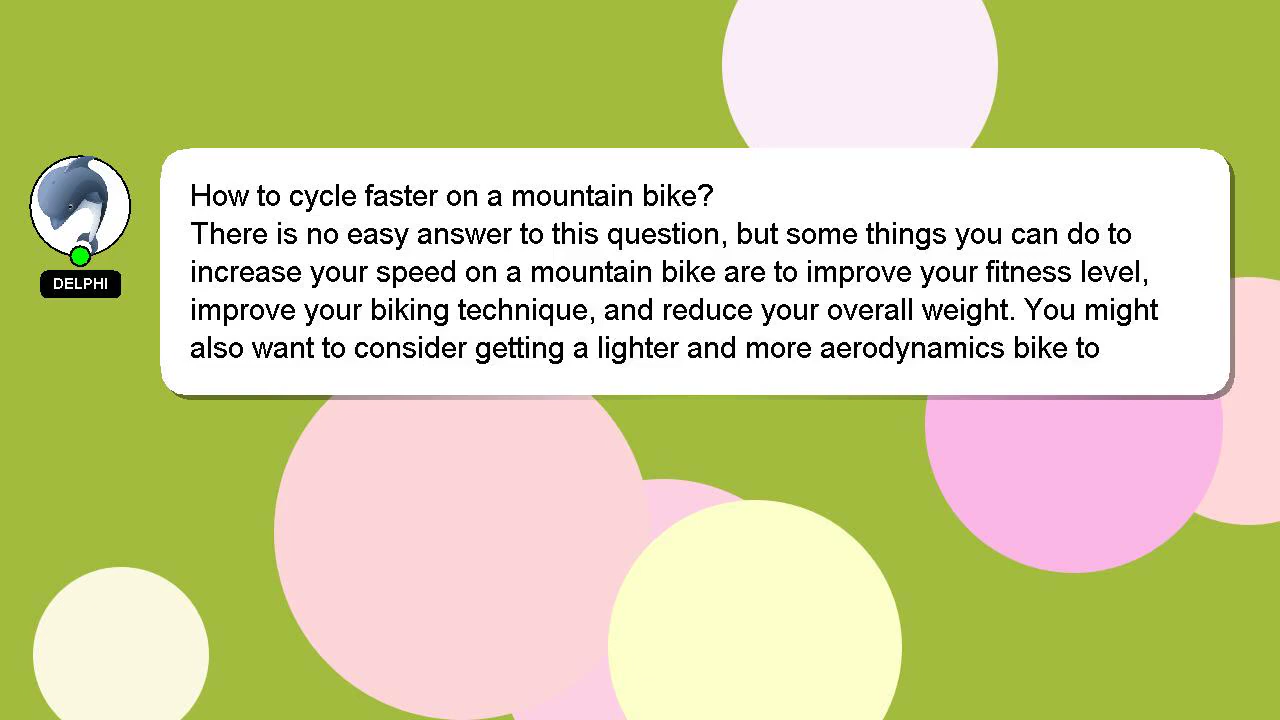 How to cycle faster on a mountain bike?
There is no easy answer to this question, but some things you can do to
increase your speed on a mountain bike are to improve your fitness level,
improve your biking technique, and reduce your overall weight. You might
also want to consider getting a lighter and more aerodynamics bike to
DELPHI